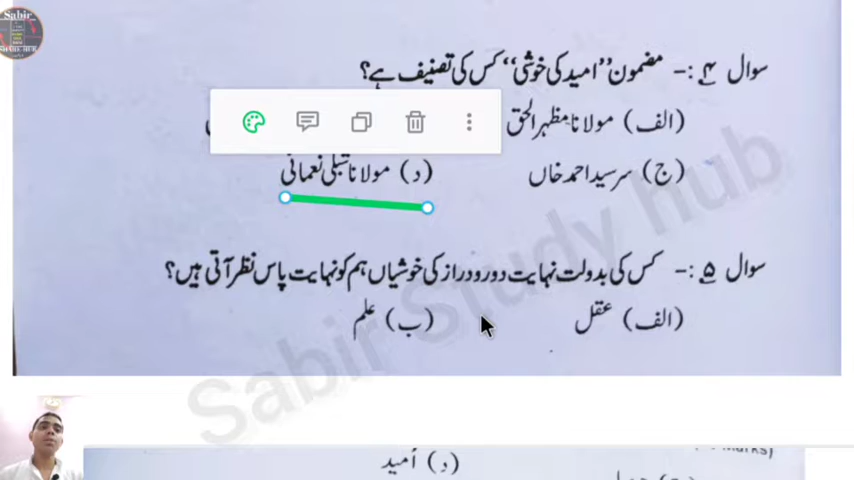 Sabir
سوال ۴ :- مضمون "امید کی خوشی" کس کی تصنیف ہے؟
(الف) مولانا مظہر الحق
(ج) سر سید احمد خاں (د) مولانا شبلی نعمانی
سوال ۵ :- کس کی بدولت نہایت دور و دراز کی خوشیاں ہم کو نہایت پاس نظر آتی ہیں؟
(الف) عقل (ب) علم
Sabir Study hub
Marks)
(د) اُمید